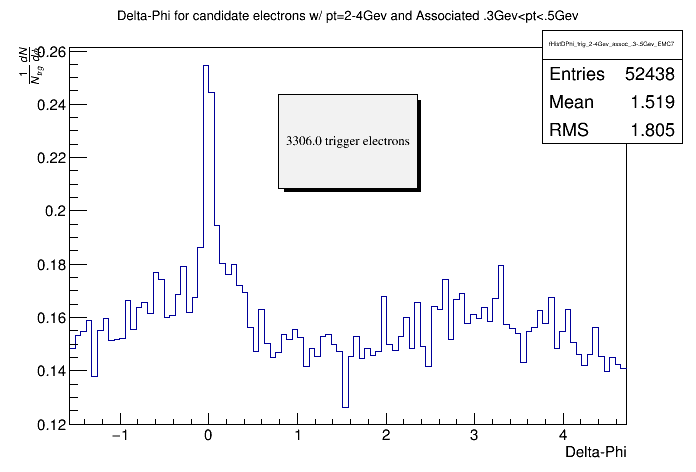 Delta-Phi for candidate electrons w/ pt=2-4Gev and Associated .3Gev<pt<.5Gev
fHistDPhi_trig_2-4Gev_assoc_.3-.5Gev_EMC7
Entries 52438
Mean 1.519
RMS 1.805
3306.0 trigger electrons
0.26
0.24
0.22
0.2
0.18
0.16
0.14
0.12
−1 0 1 2 3 4
Delta-Phi